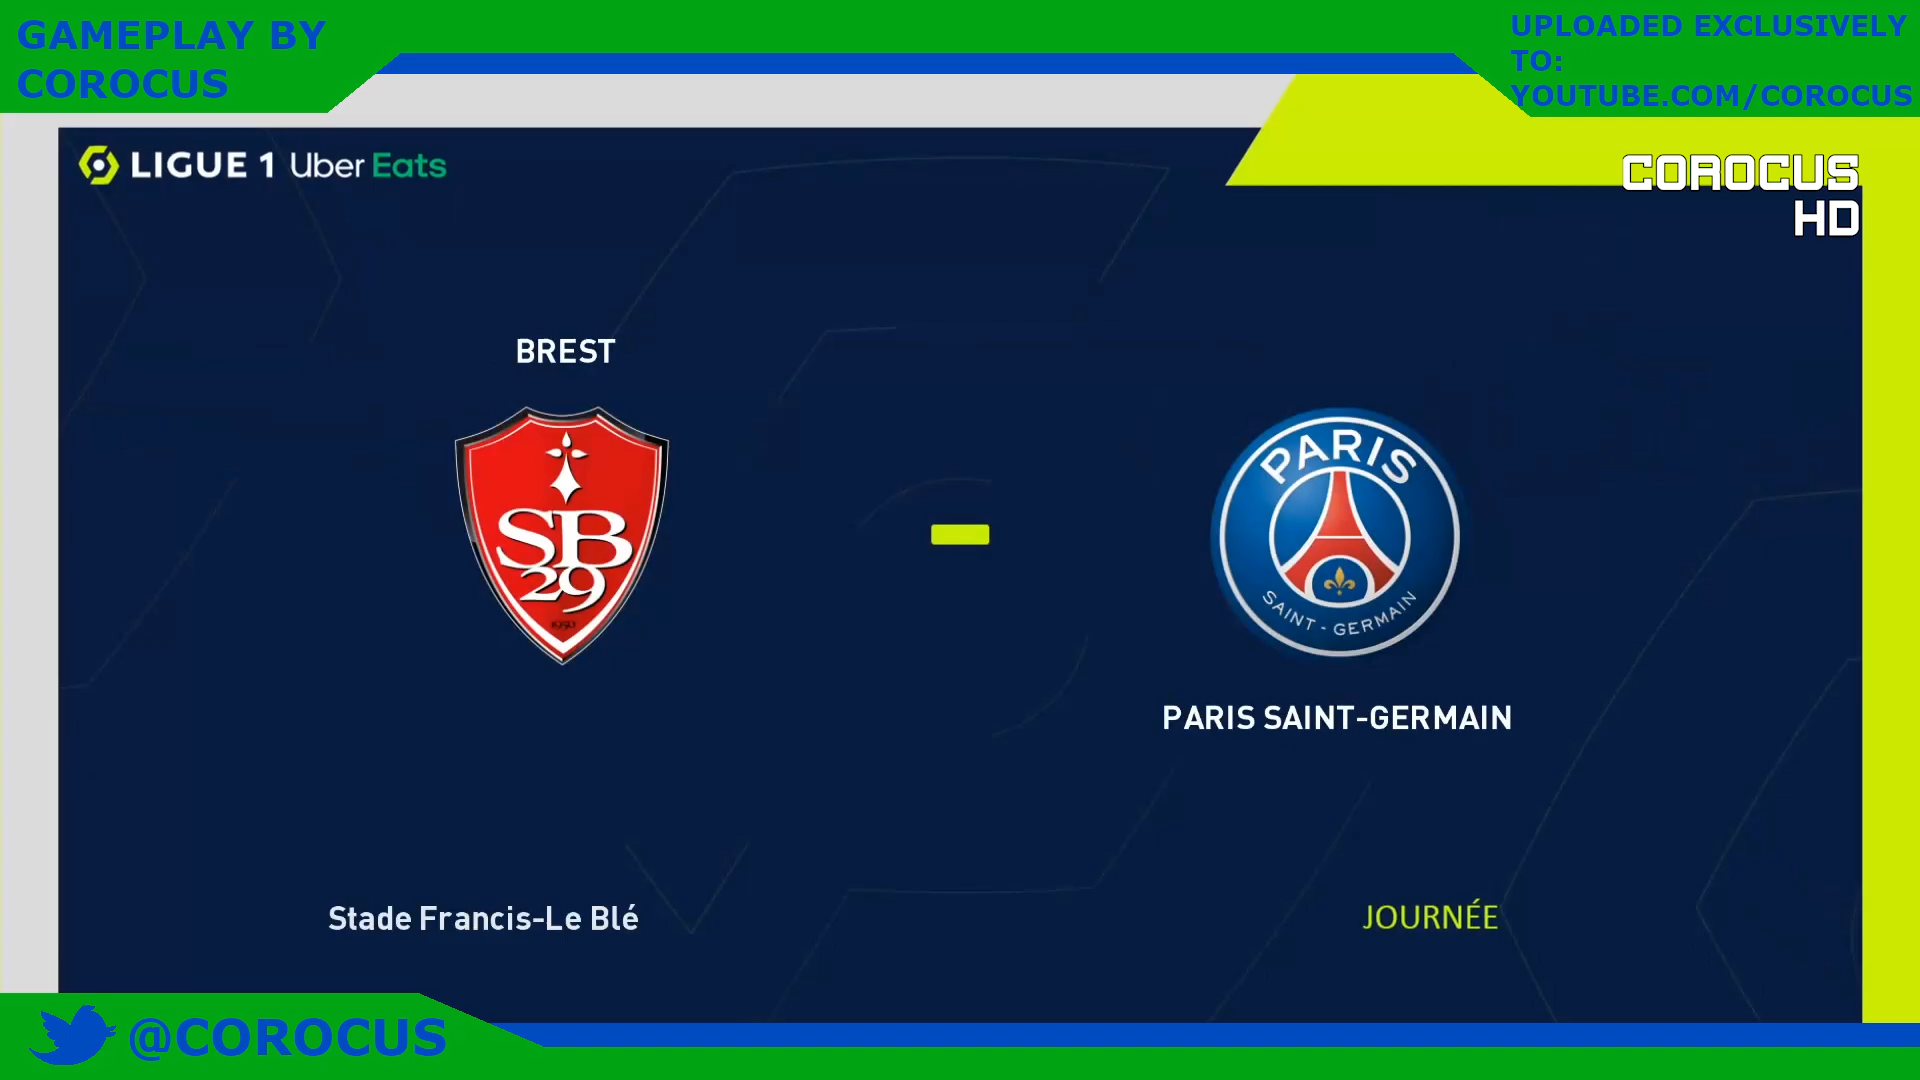 GAMEPLAY BY
COROCUS
UPLOADED EXCLUSIVELY
TO:
YOUTUBE.COM/COROCUS
LIGUE 1 Uber Eats
COROCUS
HD
BREST
SB
29
1950
PARIS
SAINT-GERMAIN
PARIS SAINT-GERMAIN
Stade Francis-Le Blé
JOURNÉE
@COROCUS